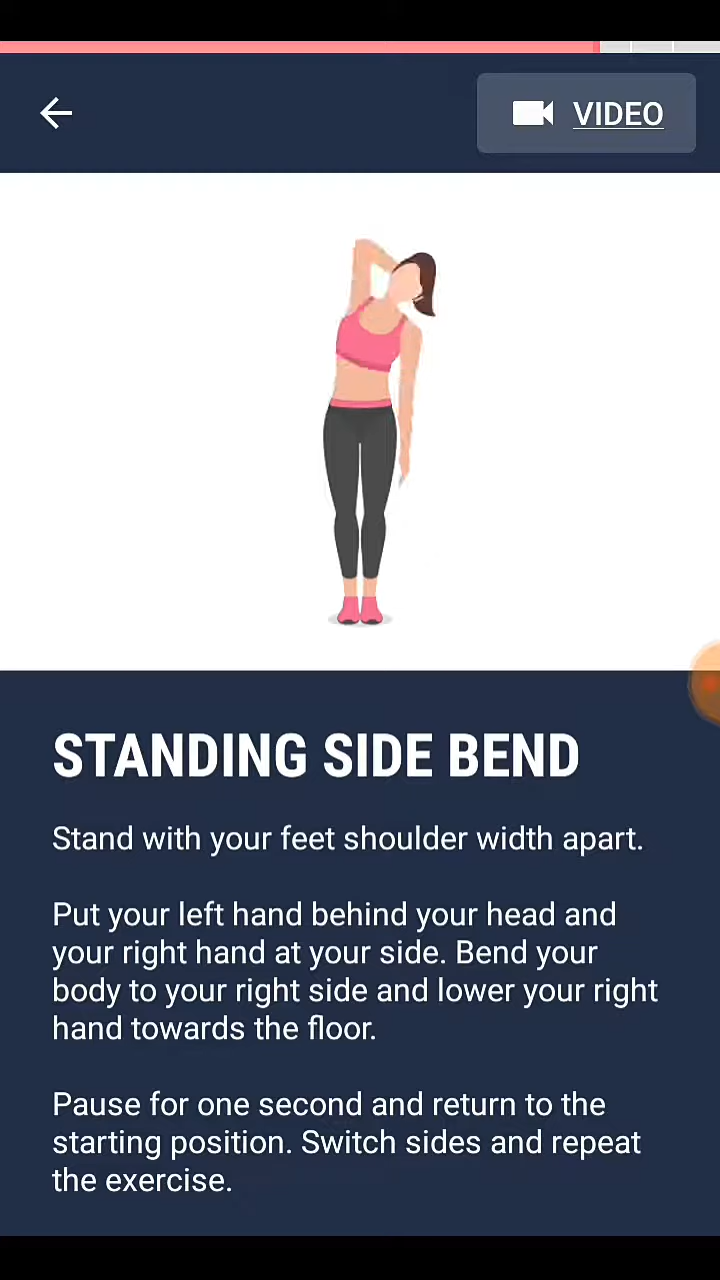 VIDEO
STANDING SIDE BEND
Stand with your feet shoulder width apart.
Put your left hand behind your head and
your right hand at your side. Bend your
body to your right side and lower your right
hand towards the floor.
Pause for one second and return to the
starting position. Switch sides and repeat
the exercise.